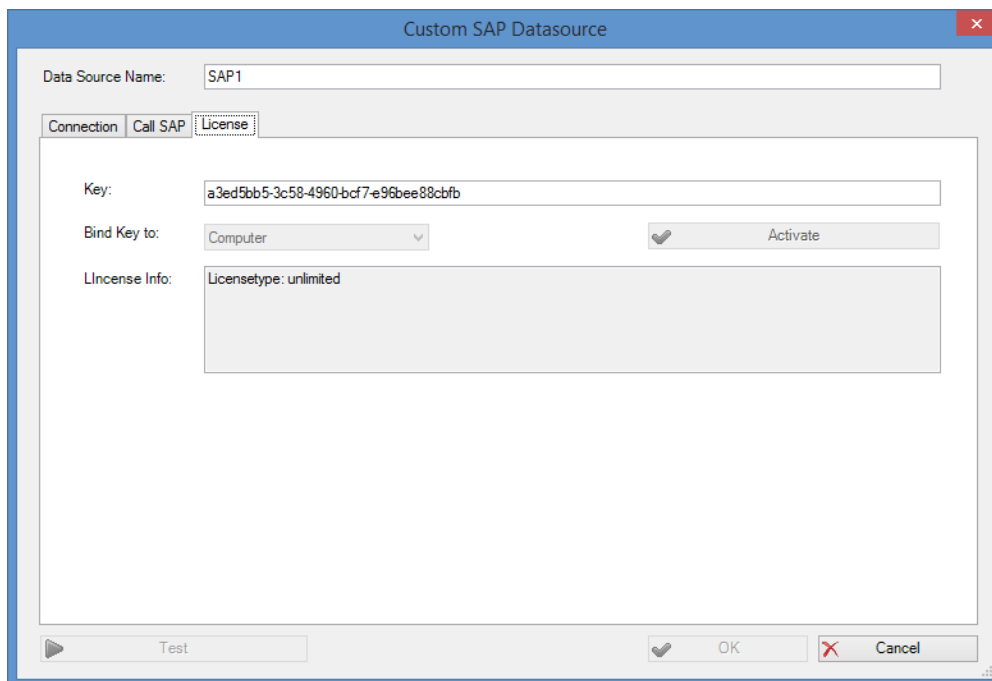 Custom SAP Datasource
Data Source Name: SAP1
Connection Call SAP License
Key: a3ed5bb5-3c58-4960-bcf7-e96bee88cbfb
Bind Key to: Computer Activate
LIncense Info: Licensetype: unlimited
Test OK Cancel